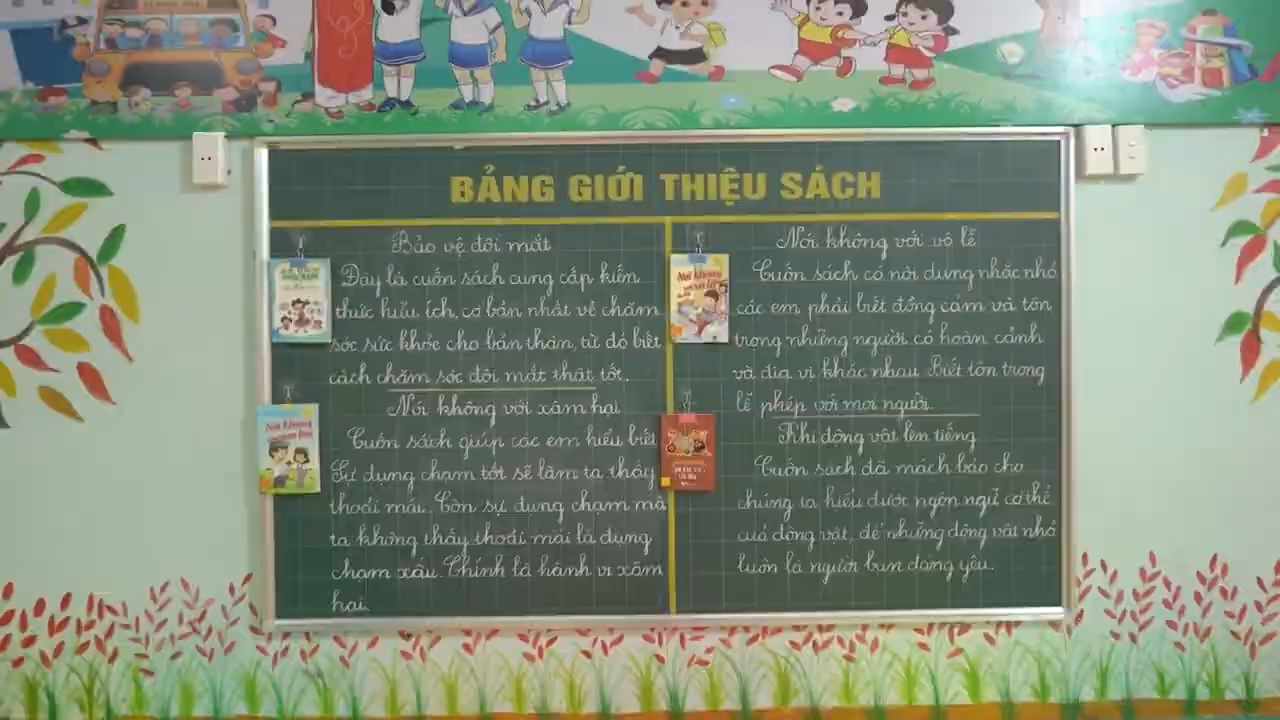 BẢNG GIỚI THIỆU SÁCH
Bảo vệ đôi mắt
Đây là cuốn sách cung cấp kiến
thức hữu ích, cơ bản nhất về chăm
sóc sức khỏe cho bản thân, từ đó biết
cách chăm sóc đôi mắt thật tốt.
Nói không với xâm hại
Cuốn sách giúp các em hiểu biết
Sử dụng chạm tốt sẽ làm ta thấy
thoải mái. Còn sự dụng chạm mà
ta không thấy thoải mái là dụng
chạm xấu. Chính là hành vi xâm
hại.
Nói không với vô lễ
Cuốn sách có nội dung nhắc nhở
các em phải biết đồng cảm và tôn
trọng những người có hoàn cảnh
và địa vị khác nhau. Biết tôn trọng
lễ phép với mọi người.
Khi động vật lên tiếng
Cuốn sách đã mách bảo cho
chúng ta hiểu được ngôn ngữ cơ thể
của động vật, để những động vật nhỏ
luôn là người bạn đáng yêu.
Nói không